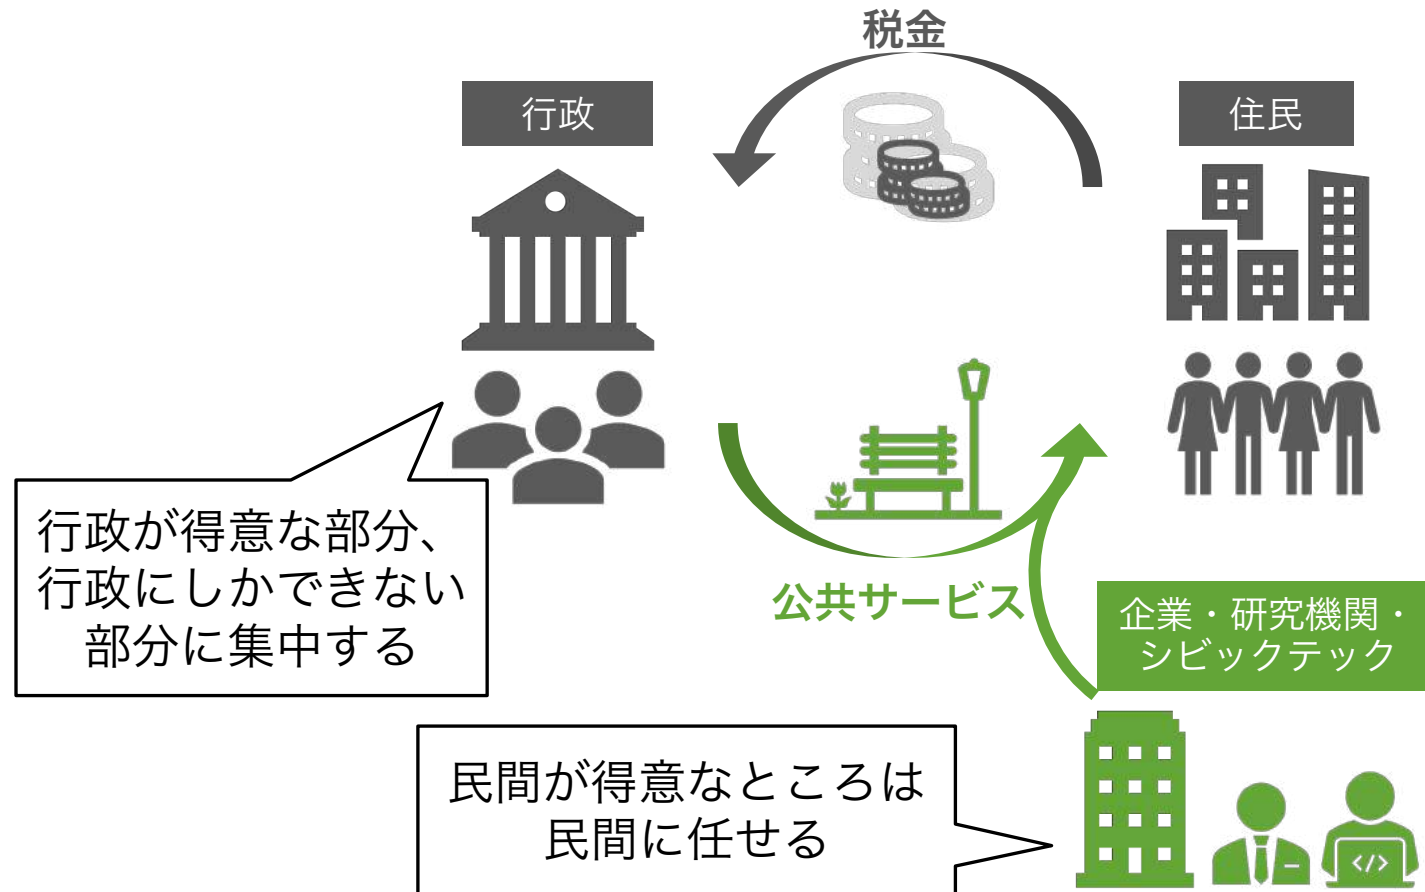 税金
行政
住民
行政が得意な部分、
行政にしかできない
部分に集中する
公共サービス
企業・研究機関・
シビックテック
民間が得意なところは
民間に任せる
</>